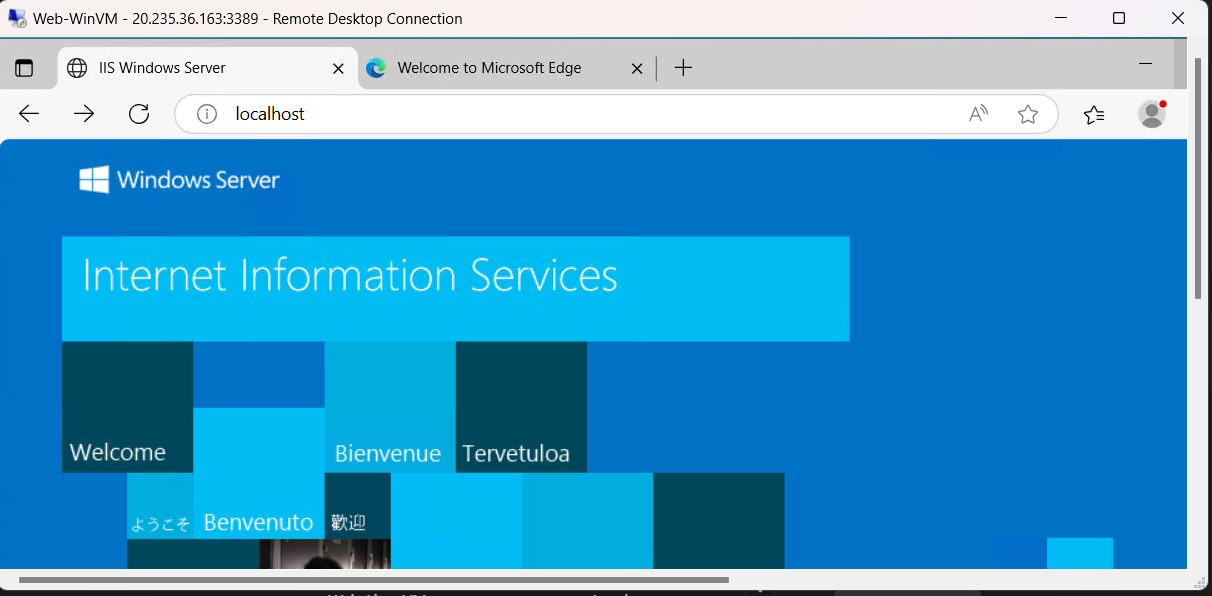 Web-WinVM - 20.235.36.163:3389 - Remote Desktop Connection
IIS Windows Server
Welcome to Microsoft Edge
localhost
Windows Server
Internet Information Services
Welcome
Bienvenue
Tervetuloa
ようこそ
Benvenuto
歡迎